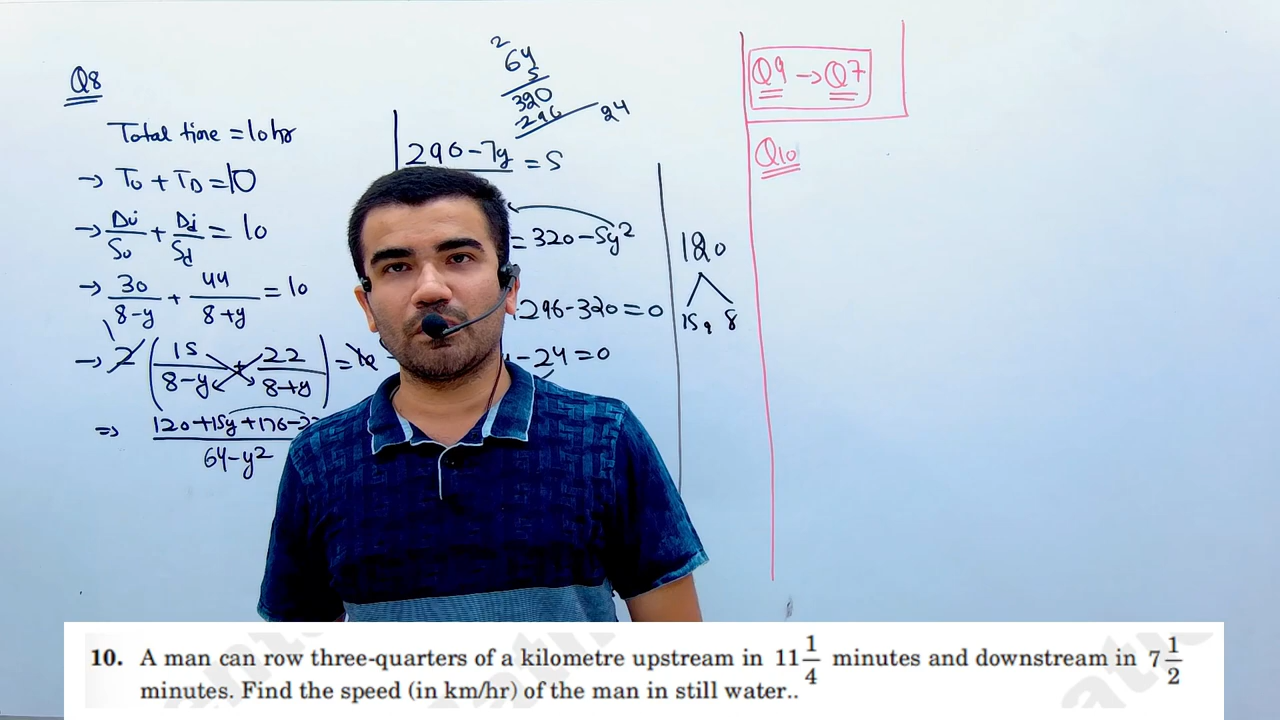 Q8
Total time = 10hr
→ Tu + TD = 10
→ Du/Su + Dd/Sd = 10
→ 30/8-y + 44/8+y = 10
→ 2 ( 15/8-y + 22/8+y ) = 10
⇒ 120+15y+176-22
64-y²
2
64
5
320
296
24
296-7y = 5
= 320-5y²
296-320=0
-24=0
120
15, 8
Q9 → Q7
Q10
10. A man can row three-quarters of a kilometre upstream in 11 1/4 minutes and downstream in 7 1/2
minutes. Find the speed (in km/hr) of the man in still water..